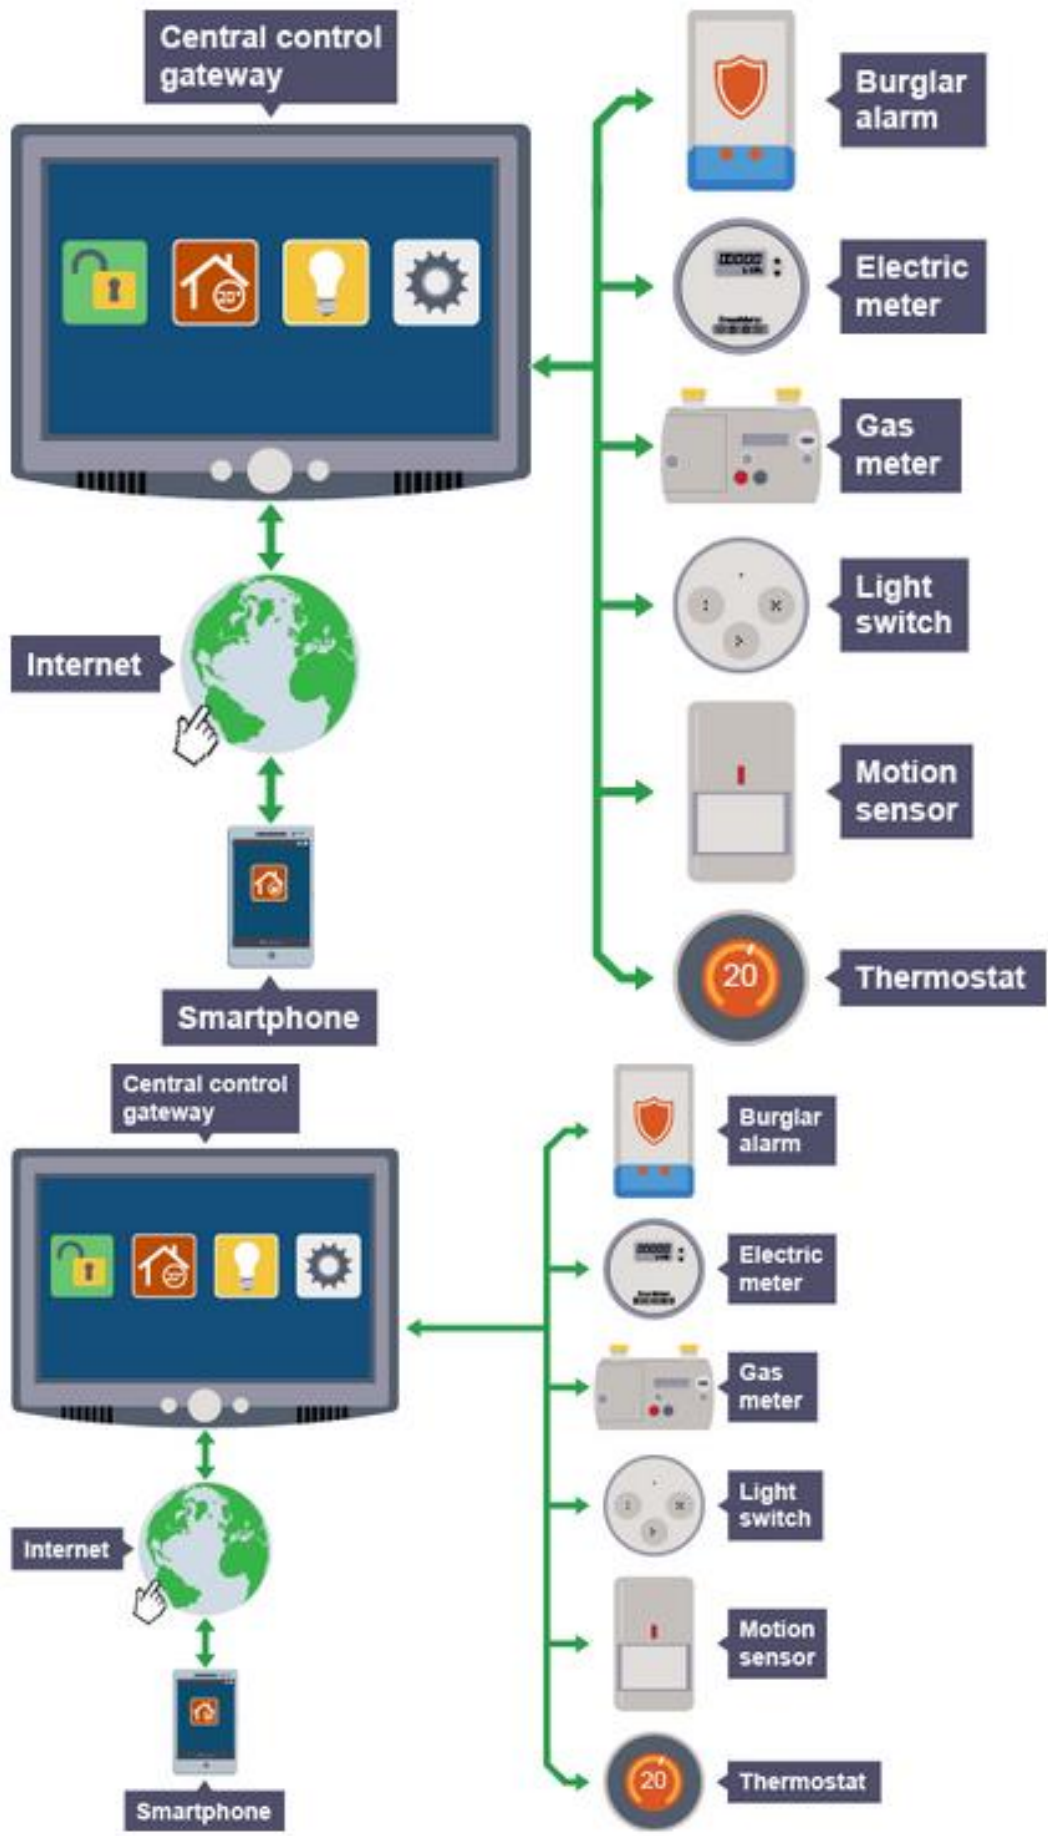 Central control
gateway
Burglar
alarm
Electric
meter
Gas
meter
Light
switch
Internet
Motion
sensor
20
Thermostat
Smartphone
Central control
gateway
Burglar
alarm
Electric
meter
Gas
meter
Light
switch
Internet
Motion
sensor
20
Thermostat
Smartphone